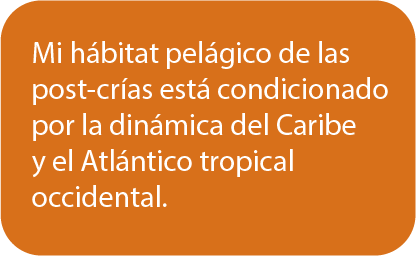 Mi hábitat pelágico de las
post-crías está condicionado
por la dinámica del Caribe
y el Atlántico tropical
occidental.